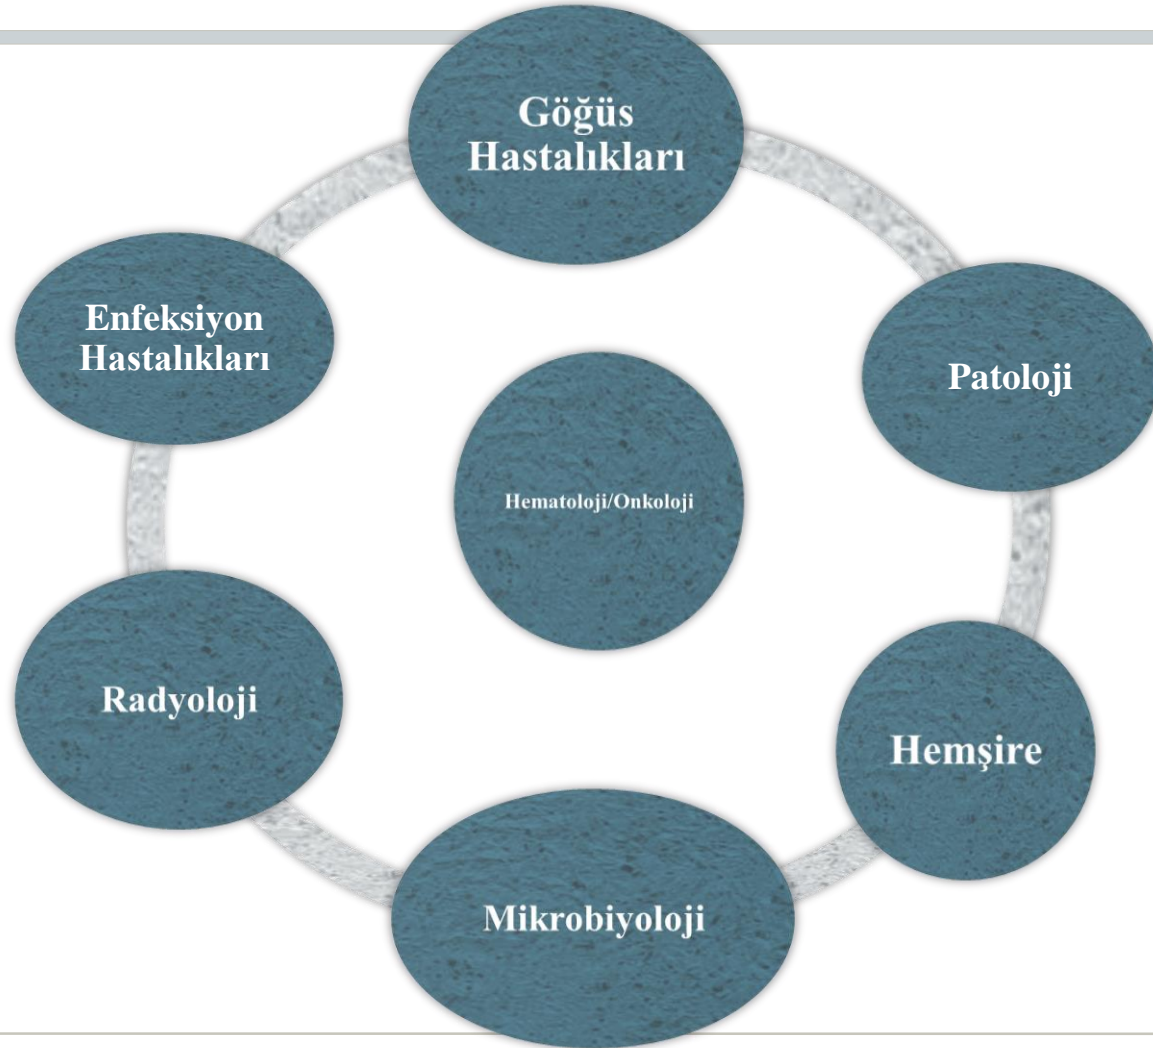 Göğüs
Hastalıkları
Enfeksiyon
Hastalıkları
Patoloji
Hematoloji/Onkoloji
Radyoloji
Hemşire
Mikrobiyoloji